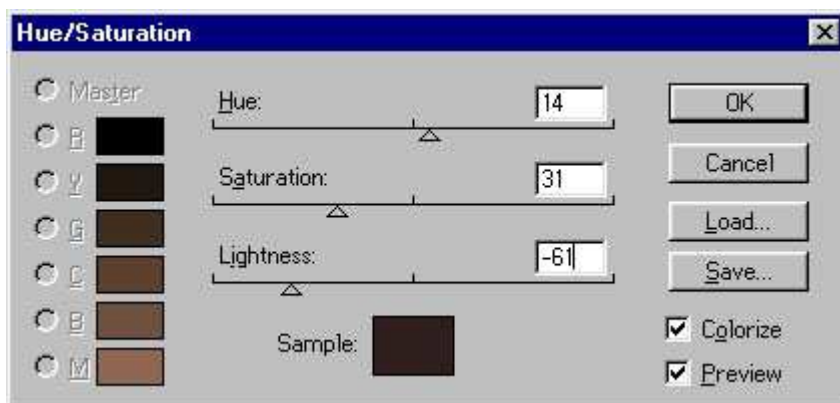 Hue/Saturation
Master
R
Y
G
C
B
M
Hue: 14
Saturation: 31
Lightness: -61
Sample:
OK
Cancel
Load...
Save...
Colorize
Preview